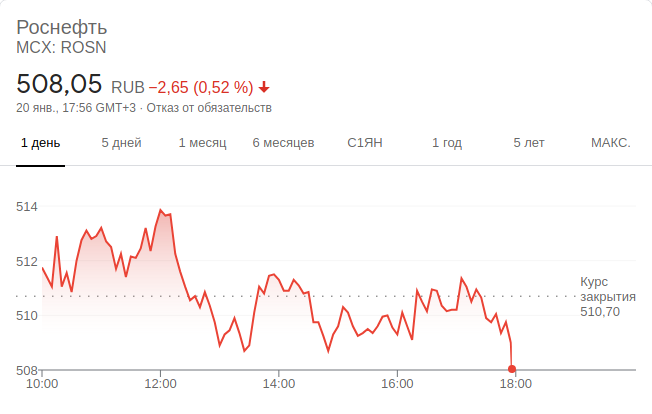 Роснефть
MCX: ROSN
508,05 RUB −2,65 (0,52 %)
20 янв., 17:56 GMT+3 · Отказ от обязательств
1 день 5 дней 1 месяц 6 месяцев С1ЯН 1 год 5 лет МАКС.
514
512
510
508
Курс
закрытия
510,70
10:00 12:00 14:00 16:00 18:00